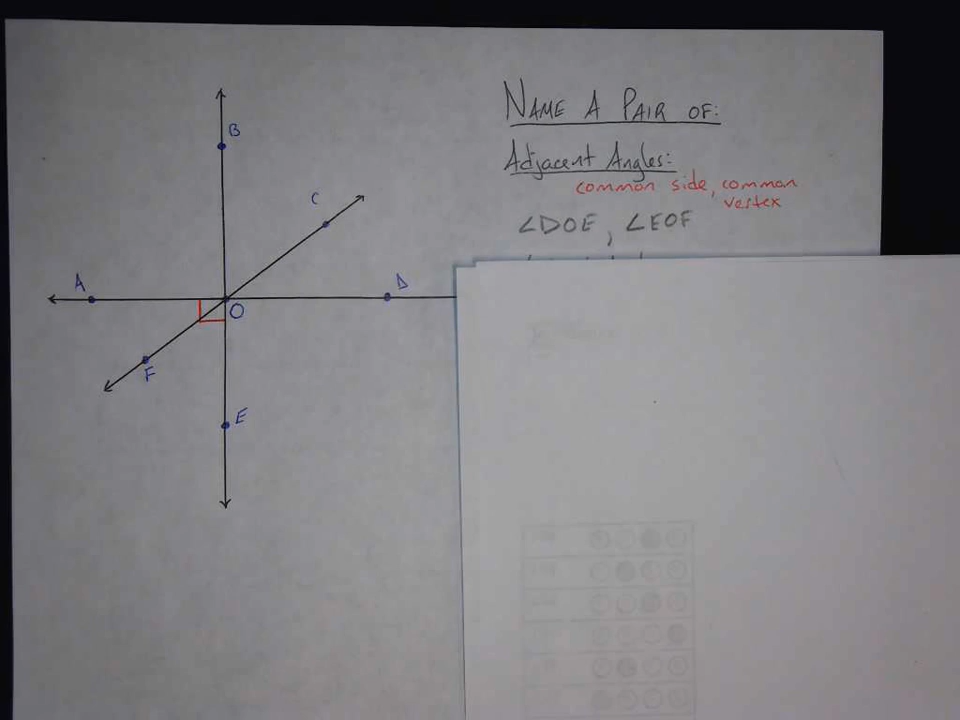 NAME A PAIR OF:
Adjacent Angles:
common side, common
vertex
∠DOE, ∠EOF
B
C
A
D
O
F
E